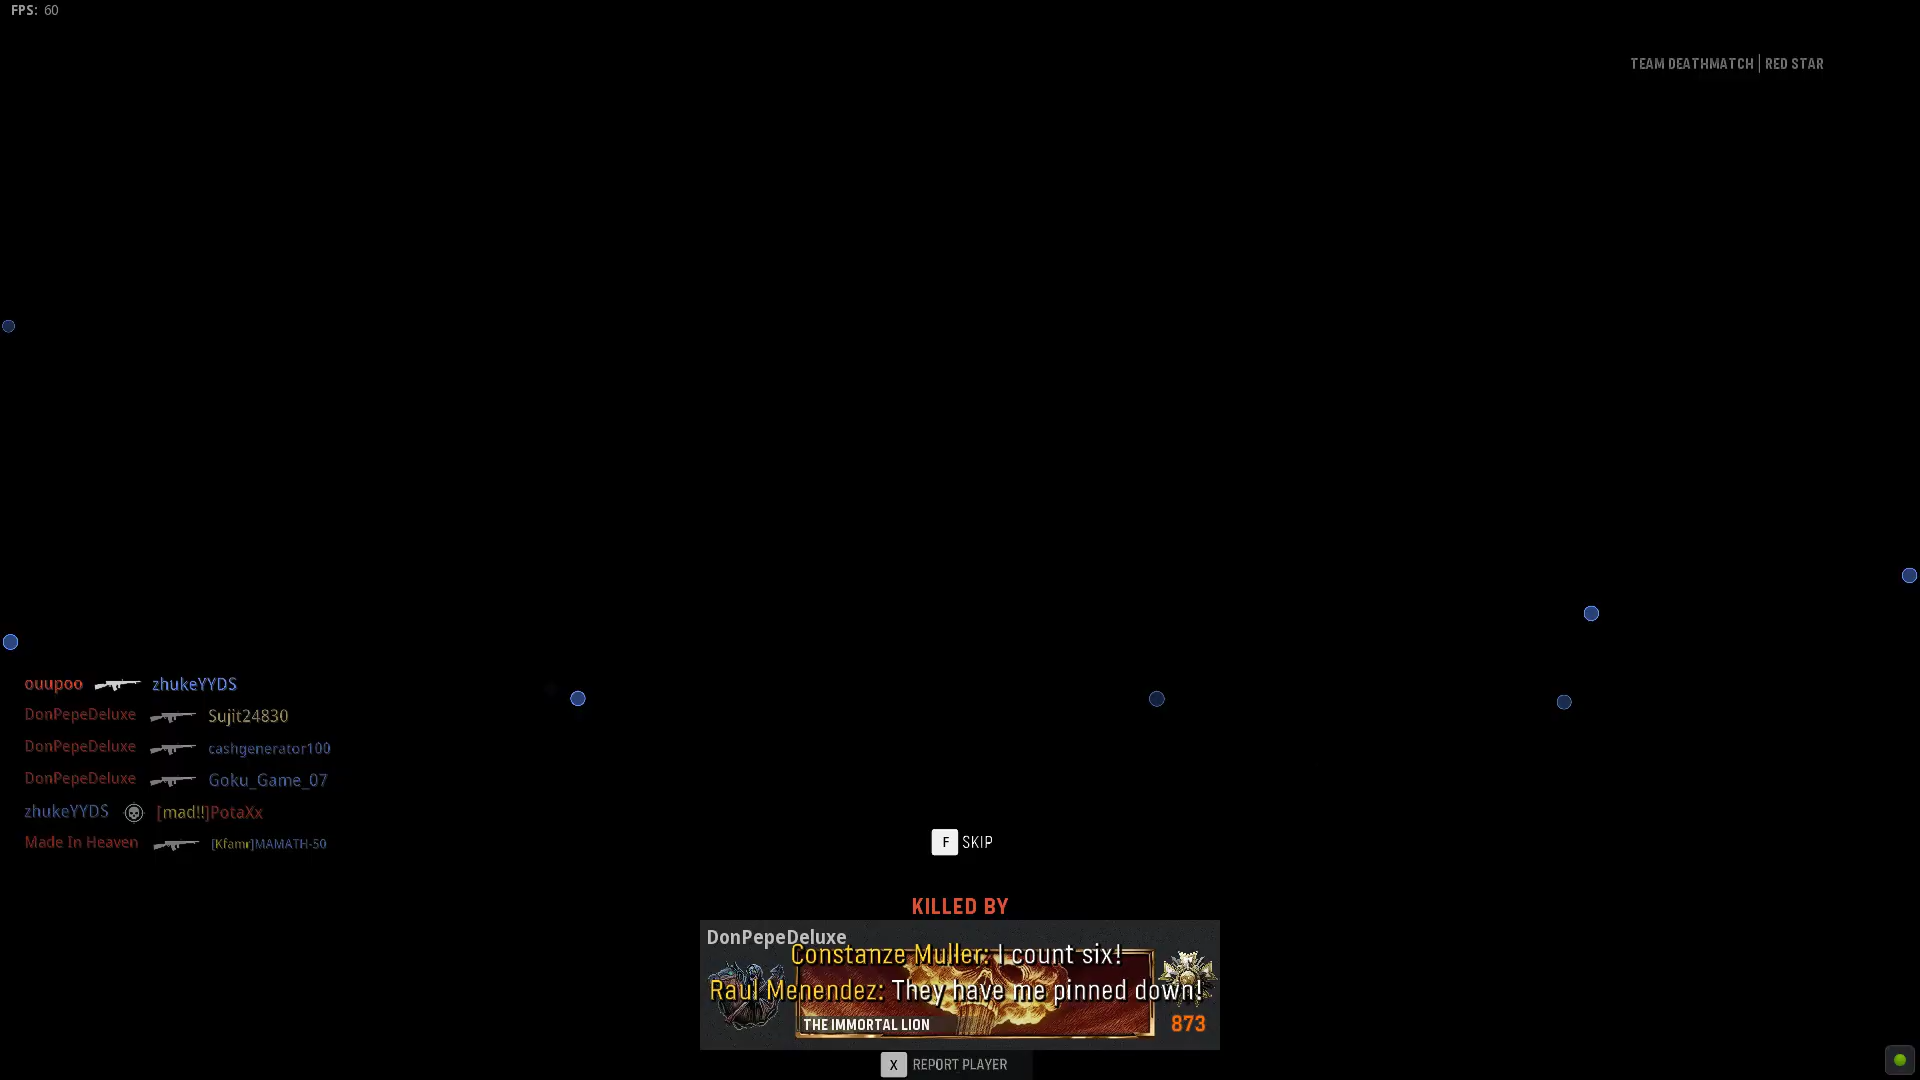 FPS: 60
TEAM DEATHMATCH | RED STAR
ouupoo zhukeYYDS
DonPepeDeluxe Sujit24830
DonPepeDeluxe cashgenerator100
DonPepeDeluxe Goku_Game_07
zhukeYYDS [mad!!]PotaXx
Made In Heaven [Kfamr]MAMATH-50
F SKIP
KILLED BY
DonPepeDeluxe
Constanze Muller: I count six!
Raul Menendez: They have me pinned down!
THE IMMORTAL LION
873
X REPORT PLAYER